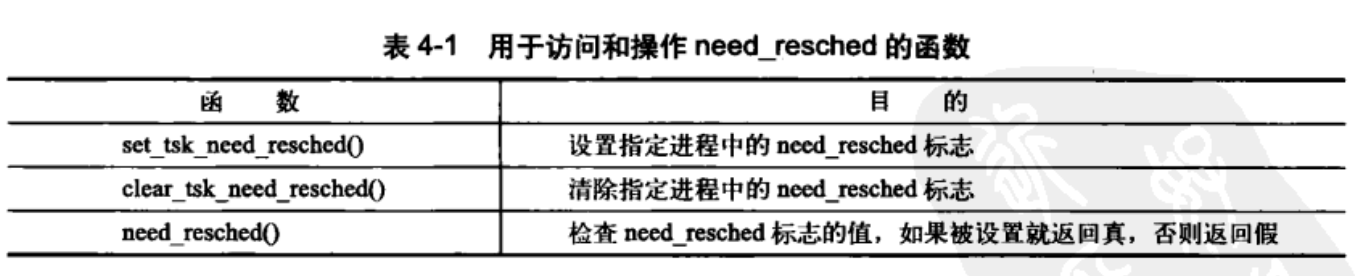 表 4-1 用于访问和操作 need_resched 的函数
函 数 目 的
set_tsk_need_resched() 设置指定进程中的 need_resched 标志
clear_tsk_need_resched() 清除指定进程中的 need_resched 标志
need_resched() 检查 need_resched 标志的值，如果被设置就返回真，否则返回假